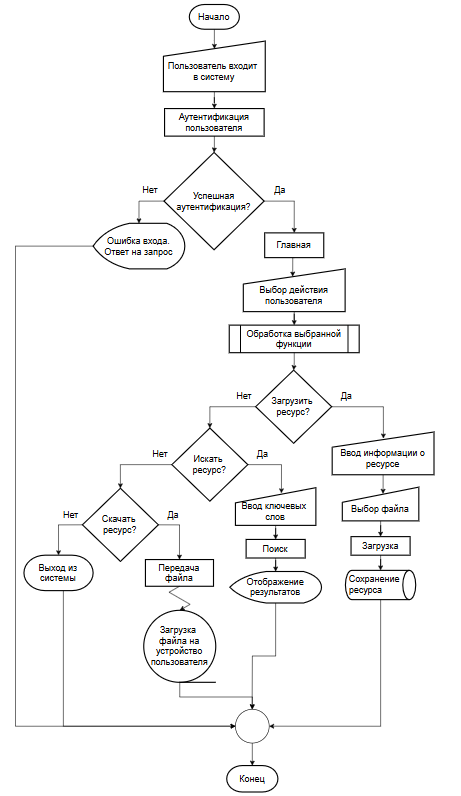 Начало
Пользователь входит
в систему
Аутентификация
пользователя
Успешная
аутентификация?
Нет
Да
Ошибка входа.
Ответ на запрос
Главная
Выбор действия
пользователя
Обработка выбранной
функции
Загрузить
ресурс?
Нет
Да
Искать
ресурс?
Нет
Да
Ввод информации о
ресурсе
Скачать
ресурс?
Нет
Да
Ввод ключевых
слов
Выбор файла
Поиск
Загрузка
Выход из
системы
Передача
файла
Отображение
результатов
Сохранение
ресурса
Загрузка
файла на
устройство
пользователя
Конец